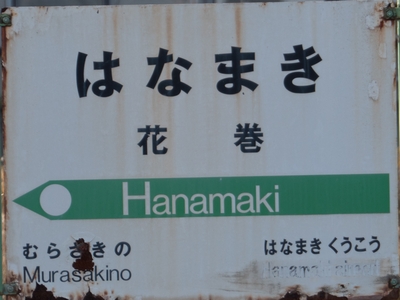 はなまき
花巻
Hanamaki
むらさきの はなまきくうこう
Murasakino